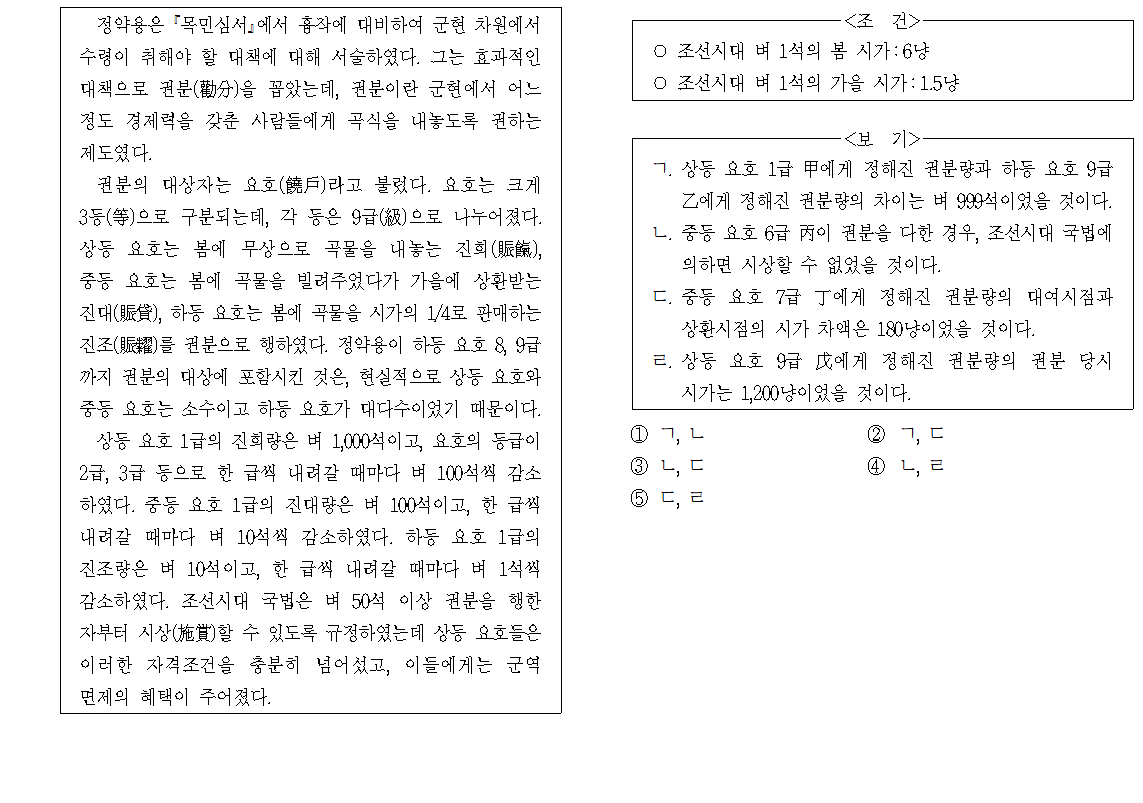 정약용은 『목민심서』에서 흉작에 대비하여 군현 차원에서
수령이 취해야 할 대책에 대해 서술하였다. 그는 효과적인
대책으로 권분(勸分)을 꼽았는데, 권분이란 군현에서 어느
정도 경제력을 갖춘 사람들에게 곡식을 내놓도록 권하는
제도였다.
권분의 대상자는 요호(饒戶)라고 불렀다. 요호는 크게
3등(等)으로 구분되는데, 각 등은 9급(級)으로 나누어졌다.
상등 요호는 봄에 무상으로 곡물을 내놓는 진희(賑餼),
중등 요호는 봄에 곡물을 빌려주었다가 가을에 상환받는
진대(賑貸), 하등 요호는 봄에 곡물을 시가의 1/4로 판매하는
진조(賑糶)를 권분으로 행하였다. 정약용이 하등 요호 8, 9급
까지 권분의 대상에 포함시킨 것은, 현실적으로 상등 요호와
중등 요호는 소수이고 하등 요호가 대다수이었기 때문이다.
상등 요호 1급의 진희량은 벼 1,000석이고, 요호의 등급이
2급, 3급 등으로 한 급씩 내려갈 때마다 벼 100석씩 감소
하였다. 중등 요호 1급의 진대량은 벼 100석이고, 한 급씩
내려갈 때마다 벼 10석씩 감소하였다. 하등 요호 1급의
진조량은 벼 10석이고, 한 급씩 내려갈 때마다 벼 1석씩
감소하였다. 조선시대 국법은 벼 50석 이상 권분을 행한
자부터 시상(施賞)할 수 있도록 규정하였는데 상등 요호들은
이러한 자격조건을 충분히 넘어섰고, 이들에게는 군역
면제의 혜택이 주어졌다.
<조 건>
○ 조선시대 벼 1석의 봄 시가:6냥
○ 조선시대 벼 1석의 가을 시가:1.5냥
<보 기>
ㄱ. 상등 요호 1급 甲에게 정해진 권분량과 하등 요호 9급
乙에게 정해진 권분량의 차이는 벼 999석이었을 것이다.
ㄴ. 중등 요호 6급 丙이 권분을 다한 경우, 조선시대 국법에
의하면 시상할 수 없었을 것이다.
ㄷ. 중등 요호 7급 丁에게 정해진 권분량의 대여시점과
상환시점의 시가 차액은 180냥이었을 것이다.
ㄹ. 상등 요호 9급 戊에게 정해진 권분량의 권분 당시
시가는 1,200냥이었을 것이다.
① ㄱ, ㄴ
② ㄱ, ㄷ
③ ㄴ, ㄷ
④ ㄴ, ㄹ
⑤ ㄷ, ㄹ